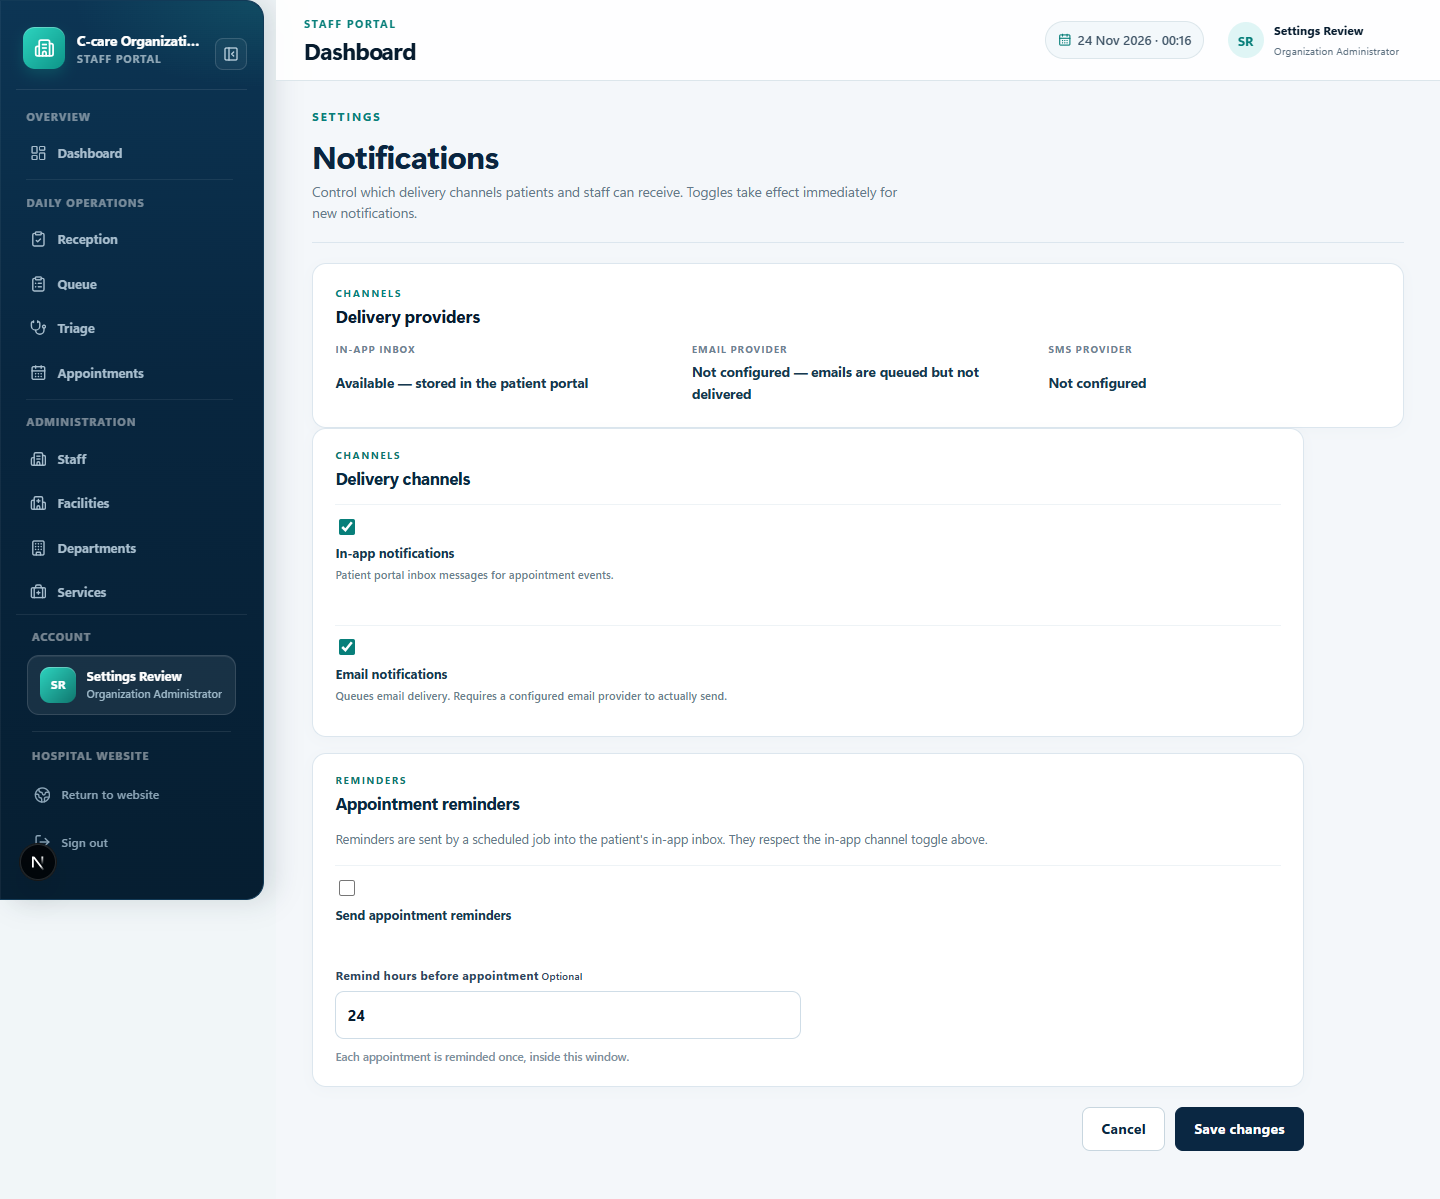 C-care Organizati...
STAFF PORTAL
OVERVIEW
Dashboard
DAILY OPERATIONS
Reception
Queue
Triage
Appointments
ADMINISTRATION
Staff
Facilities
Departments
Services
ACCOUNT
SR
Settings Review
Organization Administrator
HOSPITAL WEBSITE
Return to website
Sign out
N
STAFF PORTAL
Dashboard
24 Nov 2026 · 00:16
SR
Settings Review
Organization Administrator
SETTINGS
Notifications
Control which delivery channels patients and staff can receive. Toggles take effect immediately for
new notifications.
CHANNELS
Delivery providers
IN-APP INBOX
Available — stored in the patient portal
EMAIL PROVIDER
Not configured — emails are queued but not
delivered
SMS PROVIDER
Not configured
CHANNELS
Delivery channels
In-app notifications
Patient portal inbox messages for appointment events.
Email notifications
Queues email delivery. Requires a configured email provider to actually send.
REMINDERS
Appointment reminders
Reminders are sent by a scheduled job into the patient's in-app inbox. They respect the in-app channel toggle above.
Send appointment reminders
Remind hours before appointment Optional
24
Each appointment is reminded once, inside this window.
Cancel
Save changes